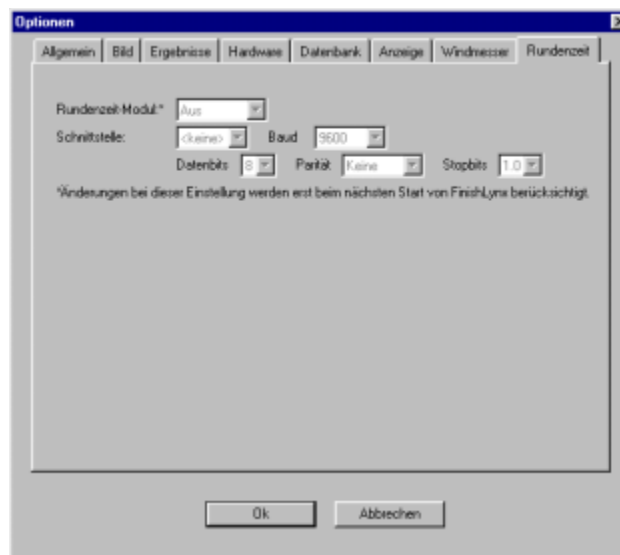 Optionen
Allgemein Bild Ergebnisse Hardware Datenbank Anzeige Windmesser Rundenzeit
Rundenzeit-Modul:* Aus
Schnittstelle: <keine> Baud 9600
Datenbits 8 Parität Keine Stopbits 1.0
*Änderungen bei dieser Einstellung werden erst beim nächsten Start von FinishLynx berücksichtigt.
Ok Abbrechen